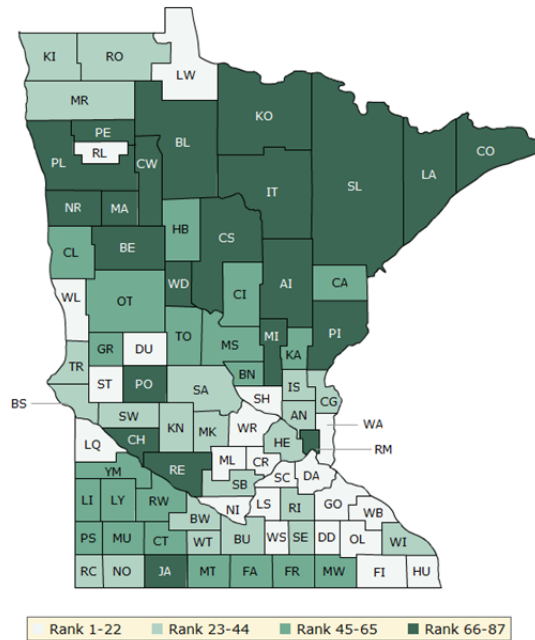 KI RO LW
MR KO
PE BL CO
PL RL CW IT SL LA
NR MA
HB CS
CL BE
AI CA
WL OT WD CI
PI
TO MS MI
GR DU KA
TR BN
ST PO SA IS CG
BS SH
SW AN WA
KN MK WR HE
LQ CH RM
ML CR DA
YM RE SC
SB
LI LY RW NI LS GO
RI WB
BW
PS MU CT WT BU WS SE DD OL WI
RC NO JA MT FA FR MW FI HU
Rank 1-22 Rank 23-44 Rank 45-65 Rank 66-87